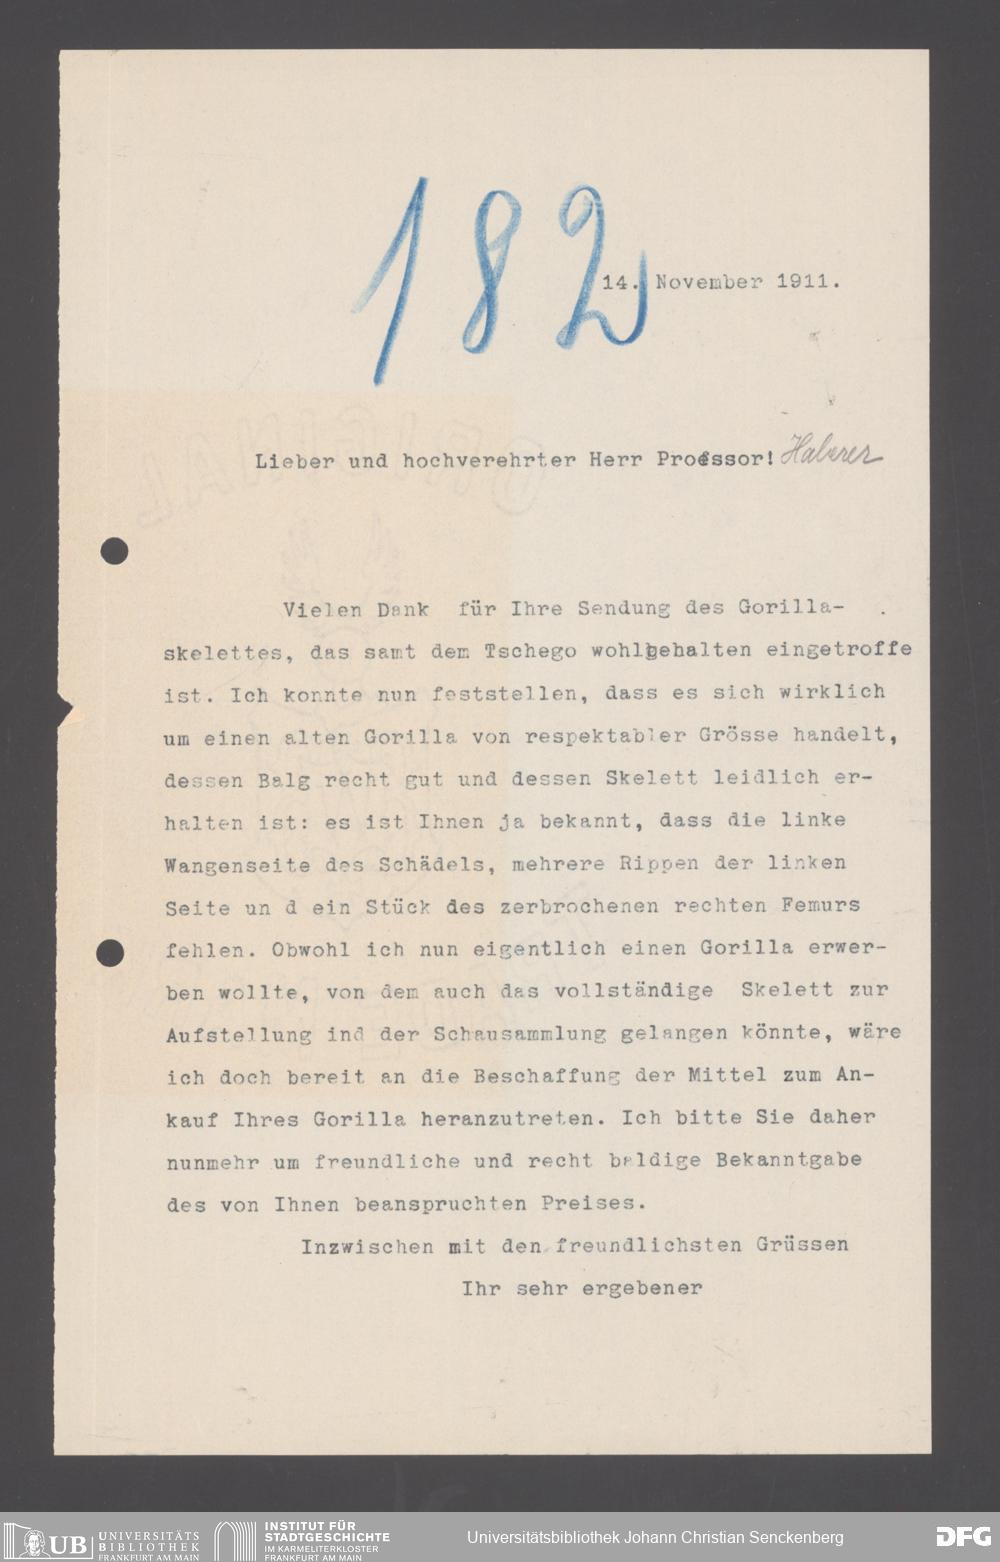 182
14. November 1911.
Lieber und hochverehrter Herr Proessor! Haberer
Vielen Dank für Ihre Sendung des Gorilla-
skelettes, das samt dem Tschego wohlbehalten eingetroffe
ist. Ich konnte nun feststellen, dass es sich wirklich
um einen alten Gorilla von respektabler Grösse handelt,
dessen Balg recht gut und dessen Skelett leidlich er-
halten ist: es ist Ihnen ja bekannt, dass die linke
Wangenseite des Schädels, mehrere Rippen der linken
Seite un d ein Stück des zerbrochenen rechten Femurs
fehlen. Obwohl ich nun eigentlich einen Gorilla erwer-
ben wollte, von dem auch das vollständige Skelett zur
Aufstellung ind der Schausammlung gelangen könnte, wäre
ich doch bereit an die Beschaffung der Mittel zum An-
kauf Ihres Gorilla heranzutreten. Ich bitte Sie daher
nunmehr um freundliche und recht baldige Bekanntgabe
des von Ihnen beanspruchten Preises.
Inzwischen mit den freundlichsten Grüssen
Ihr sehr ergebener
UB UNIVERSITÄTS
BIBLIOTHEK
FRANKFURT AM MAIN
INSTITUT FÜR
STADTGESCHICHTE
IM KARMELITERKLOSTER
FRANKFURT AM MAIN
Universitätsbibliothek Johann Christian Senckenberg
DFG